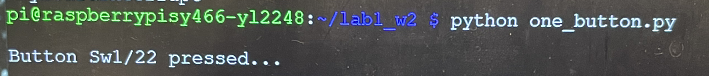 pi@raspberrypisy466-yl2248:~/lab1_w2 $ python one_button.py
Button Sw1/22 pressed...